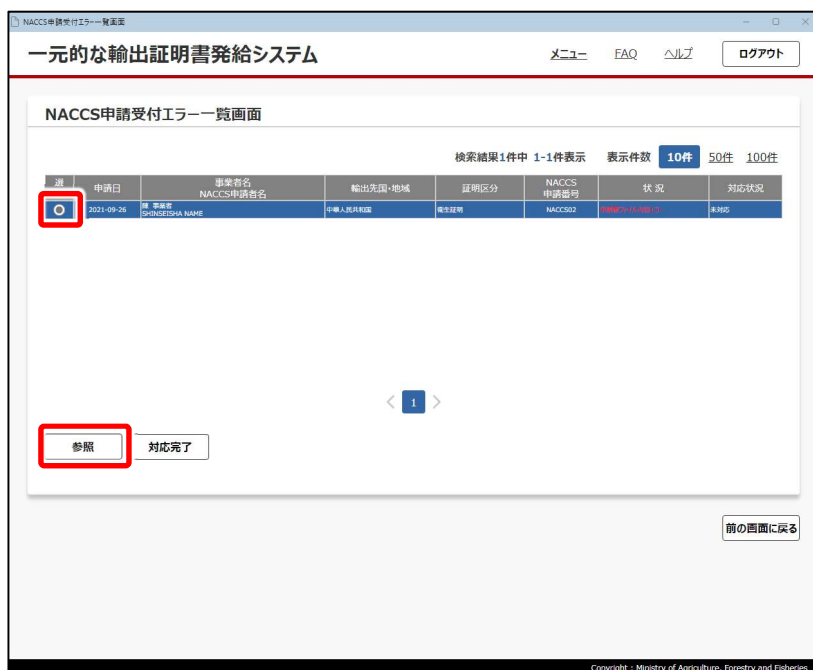 NACCS申請受付エラー一覧画面
一元的な輸出証明書発給システム
メニュー FAQ ヘルプ ログアウト
NACCS申請受付エラー一覧画面
検索結果1件中 1-1件表示 表示件数 10件 50件 100件
選 申請日 事業者名 NACCS申請者名 輸出先国・地域 証明区分 NACCS申請番号 状況 対応状況
2021-09-26 事業者 SHINSEISHA NAME 中華人民共和国 衛生証明 NACCS02 未対応
1
参照 対応完了
前の画面に戻る
Copyright : Ministry of Agriculture, Forestry and Fisheries